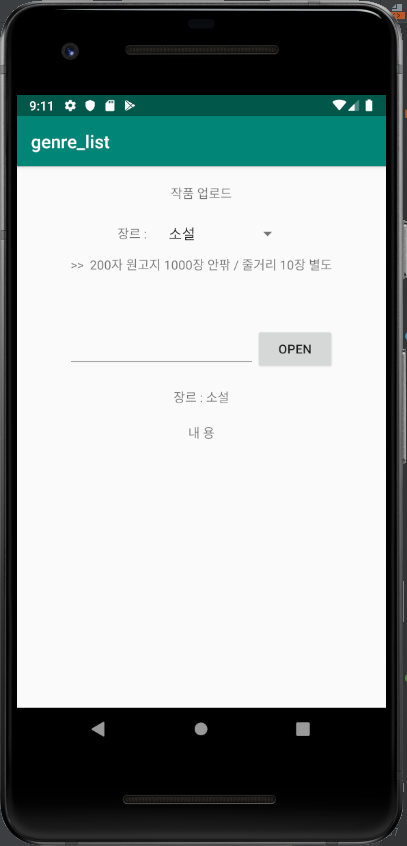 9:11
genre_list
작품 업로드
장르 : 소설
>> 200자 원고지 1000장 안팎 / 줄거리 10장 별도
OPEN
장르 : 소설
내 용